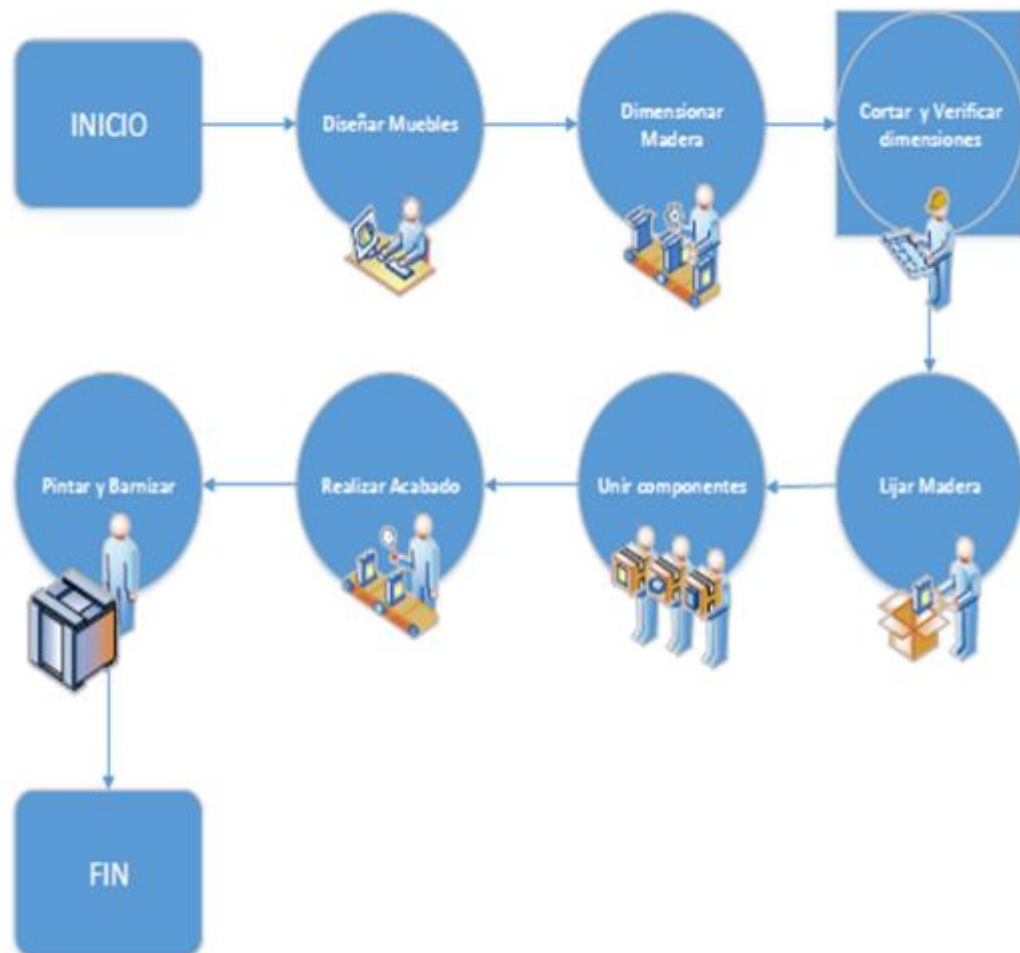 INICIO
Diseñar Muebles
Dimensionar
Madera
Cortar y Verificar
dimensiones
Lijar Madera
Unir componentes
Realizar Acabado
Pintar y Barnizar
FIN